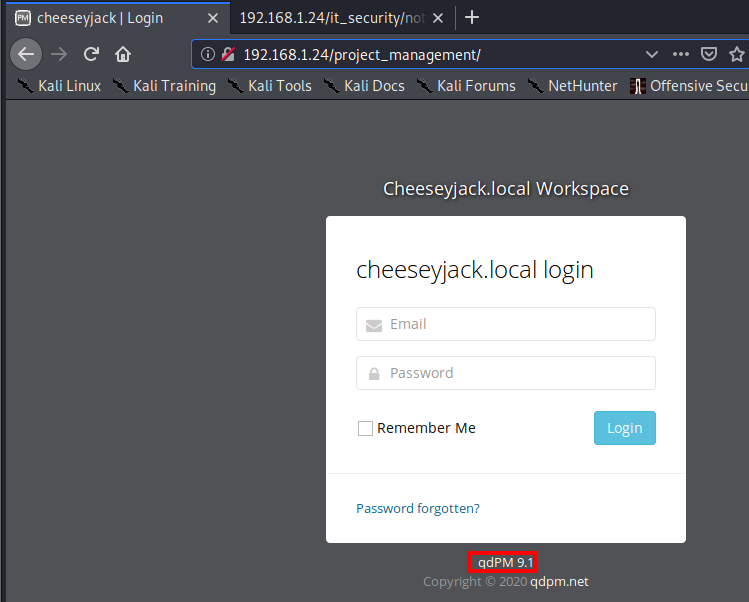 PM cheeseyjack | Login
192.168.1.24/it_security/not
192.168.1.24/project_management/
Kali Linux Kali Training Kali Tools Kali Docs Kali Forums NetHunter Offensive Secu
Cheeseyjack.local Workspace
cheeseyjack.local login
Email
Password
Remember Me
Login
Password forgotten?
qdPM 9.1
Copyright © 2020 qdpm.net